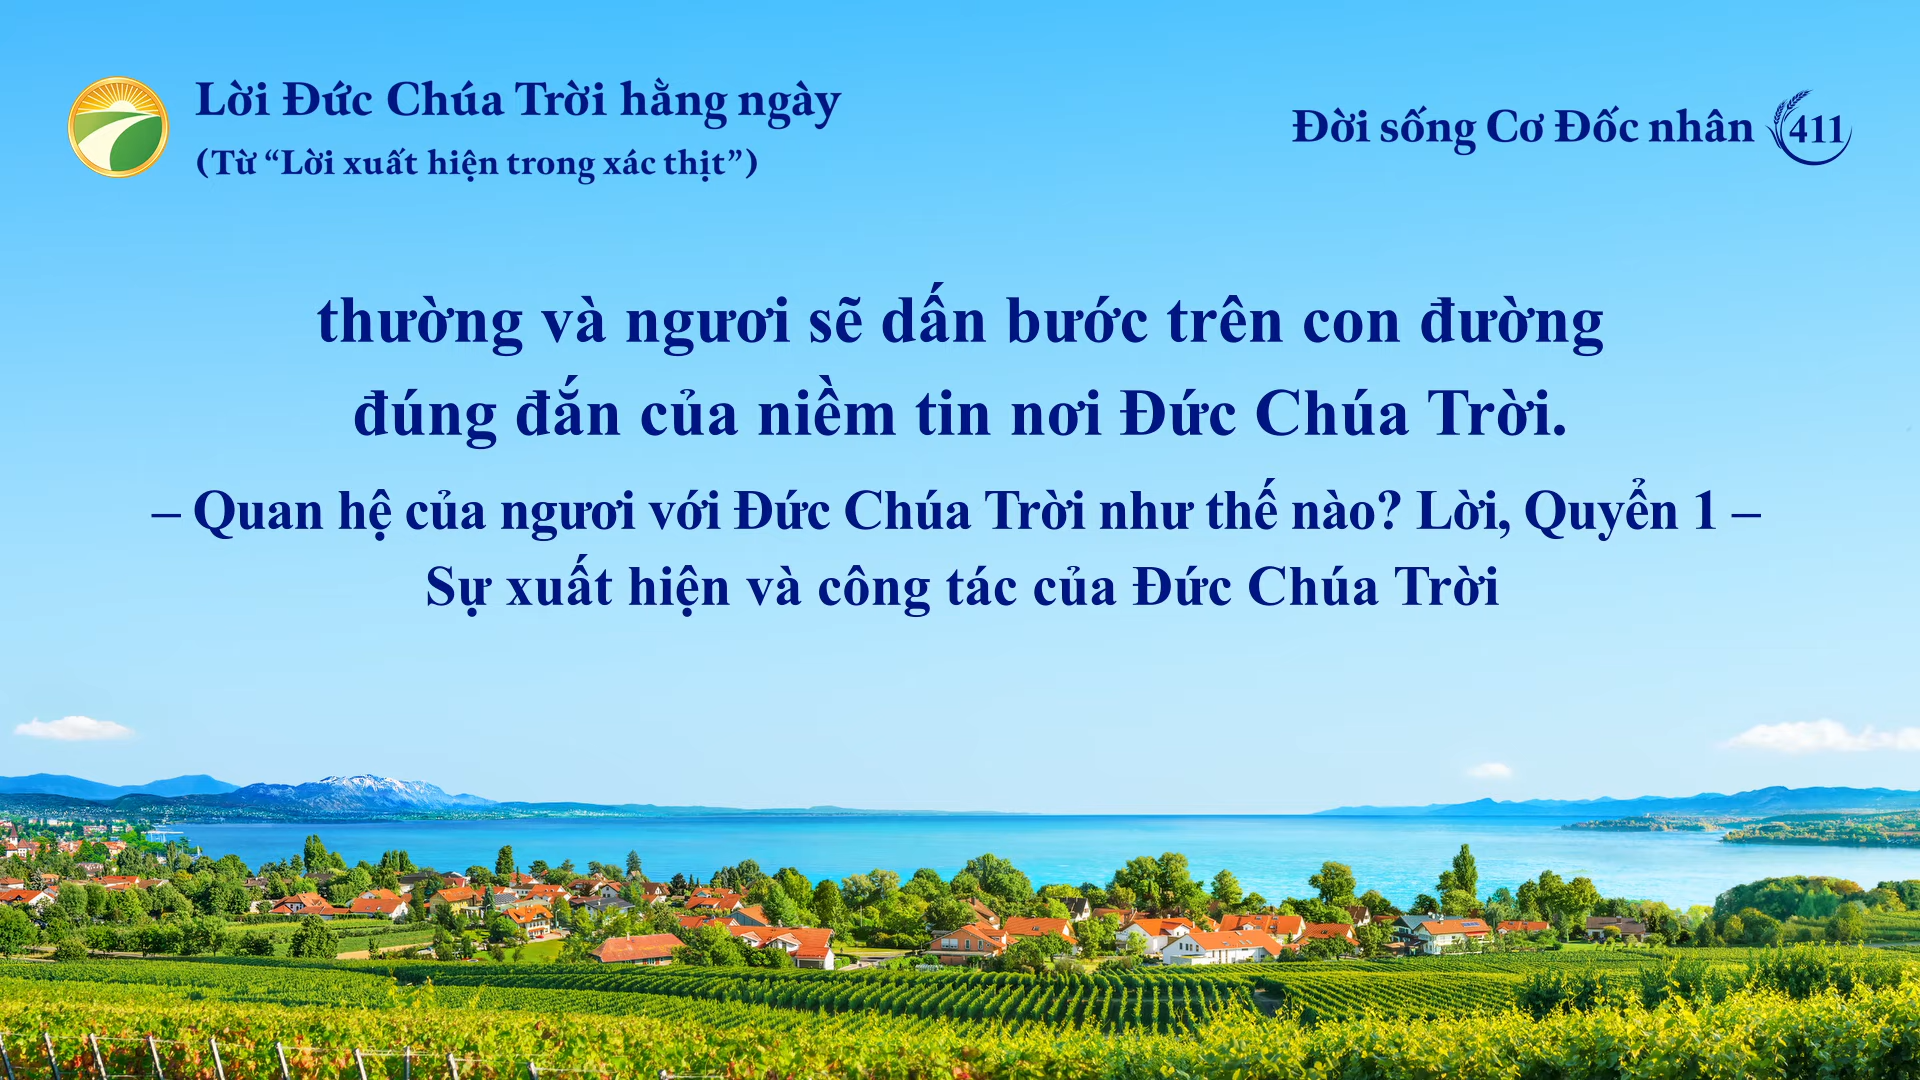 Lời Đức Chúa Trời hằng ngày
(Từ “Lời xuất hiện trong xác thịt”)
Đời sống Cơ Đốc nhân 411
thường và ngươi sẽ dấn bước trên con đường
đúng đắn của niềm tin nơi Đức Chúa Trời.
– Quan hệ của ngươi với Đức Chúa Trời như thế nào? Lời, Quyển 1 –
Sự xuất hiện và công tác của Đức Chúa Trời